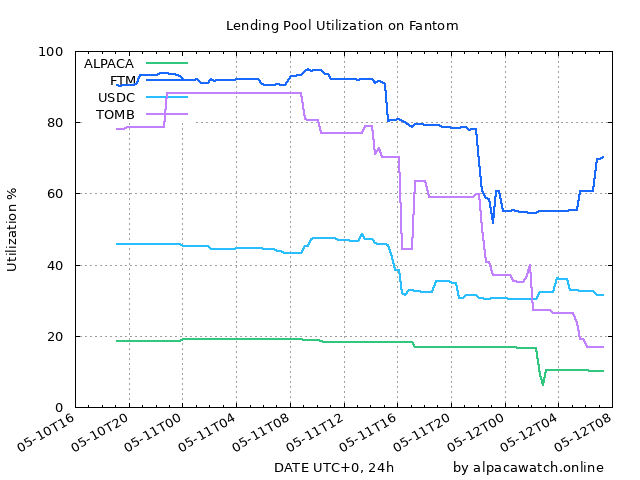 Lending Pool Utilization on Fantom
Utilization %
100
80
60
40
20
0
ALPACA
FTM
USDC
TOMB
05-10T16
05-10T20
05-11T00
05-11T04
05-11T08
05-11T12
05-11T16
05-11T20
05-12T00
05-12T04
05-12T08
DATE UTC+0, 24h
by alpacawatch.online